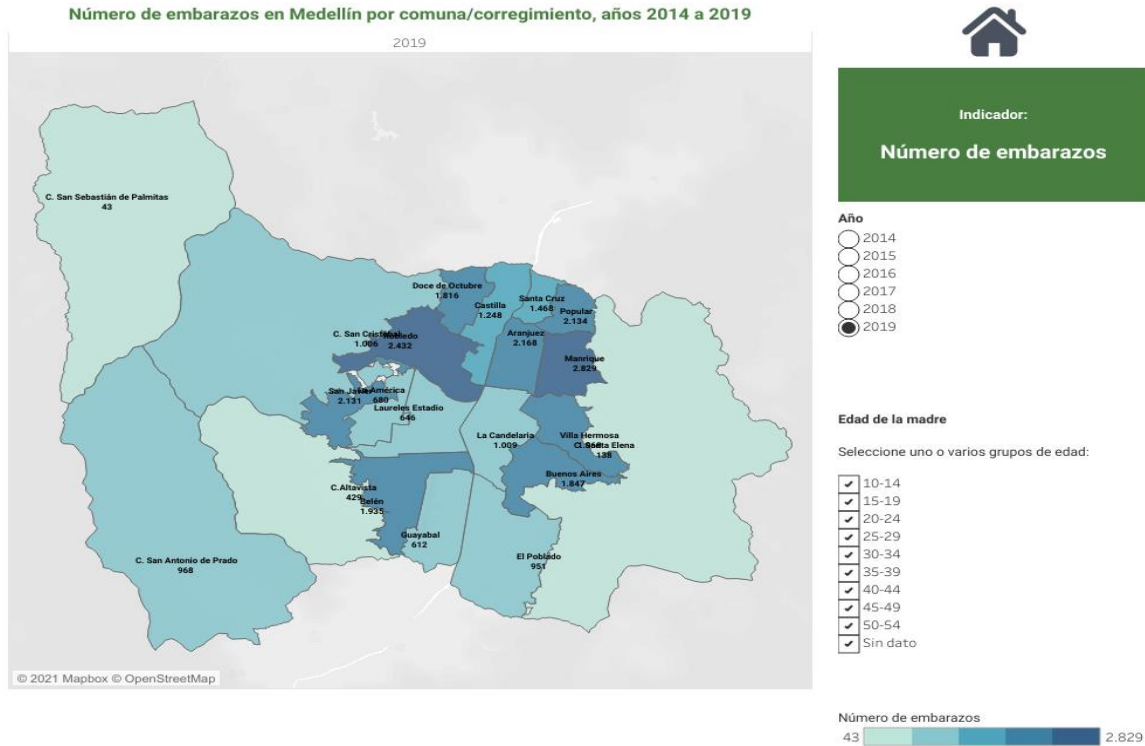 Número de embarazos en Medellín por comuna/corregimiento, años 2014 a 2019
2019
C. San Sebastián de Palmitas
43
Doce de Octubre
1.816
Castilla
1.248
Santa Cruz
1.468
Popular
2.134
C. San Cristóbal
1.006
Robledo
2.432
Aranjuez
2.168
Manrique
2.829
San Javier
2.131
La América
680
Laureles Estadio
646
La Candelaria
1.009
Villa Hermosa
C. Santa Elena
138
Buenos Aires
1.847
C.Altavista
429
Belén
1.935
Guayabal
612
El Poblado
951
C. San Antonio de Prado
968
© 2021 Mapbox © OpenStreetMap
Indicador:
Número de embarazos
Año
2014
2015
2016
2017
2018
2019
Edad de la madre
Seleccione uno o varios grupos de edad:
10-14
15-19
20-24
25-29
30-34
35-39
40-44
45-49
50-54
Sin dato
Número de embarazos
43
2.829